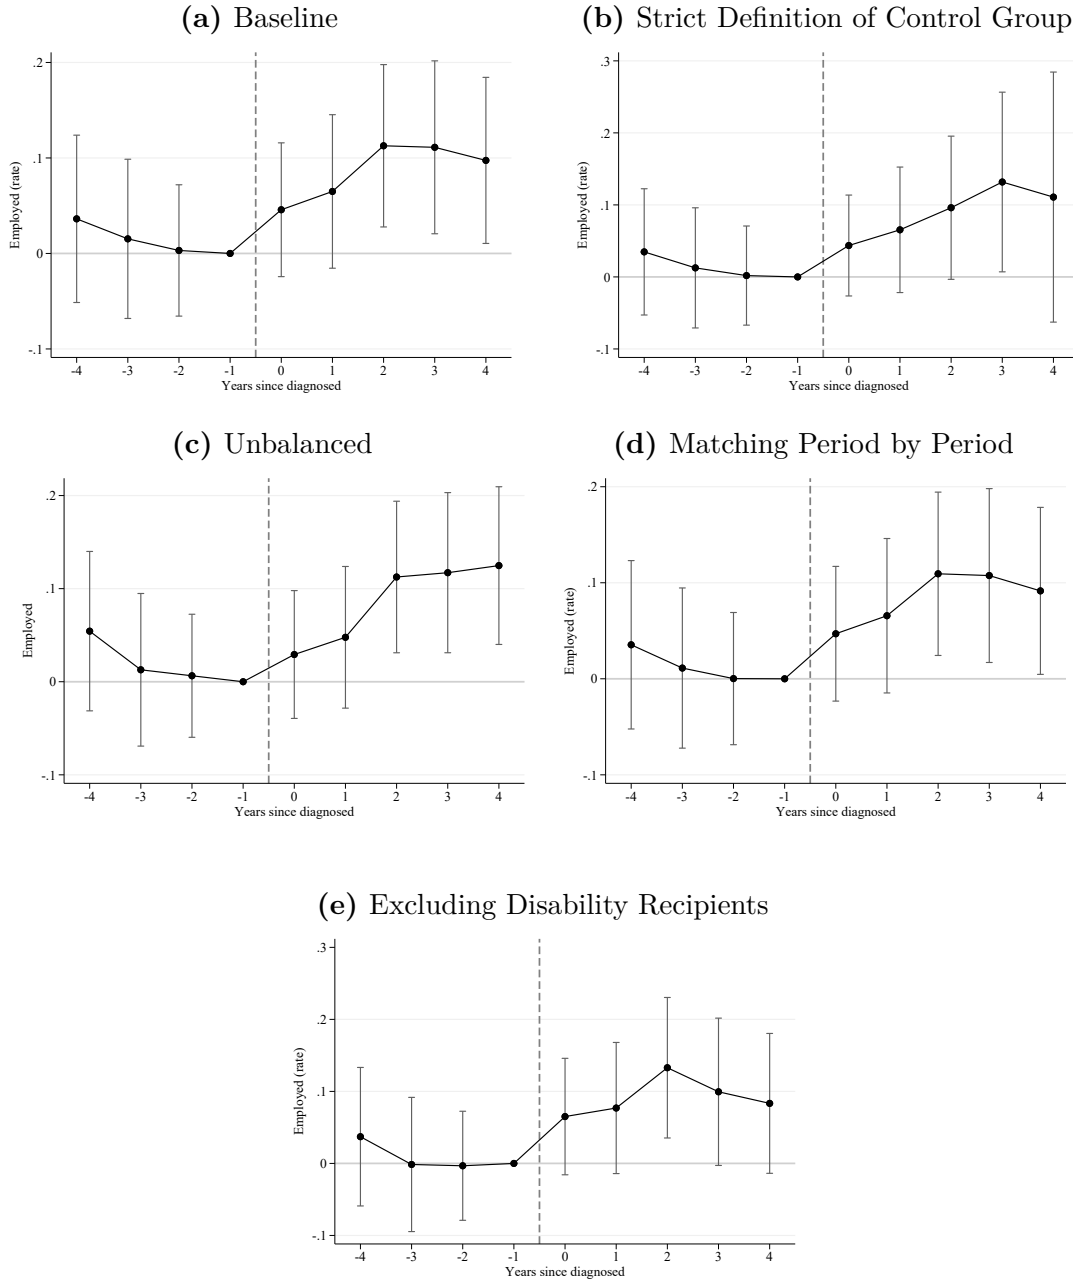 (a) Baseline
.2
.1
0
-.1
Employed (rate)
-4 -3 -2 -1 0 1 2 3 4
Years since diagnosed
(b) Strict Definition of Control Group
.3
.2
.1
0
-.1
Employed (rate)
-4 -3 -2 -1 0 1 2 3 4
Years since diagnosed
(c) Unbalanced
.2
.1
0
-.1
Employed
-4 -3 -2 -1 0 1 2 3 4
Years since diagnosed
(d) Matching Period by Period
.2
.1
0
-.1
Employed (rate)
-4 -3 -2 -1 0 1 2 3 4
Years since diagnosed
(e) Excluding Disability Recipients
.3
.2
.1
0
-.1
Employed (rate)
-4 -3 -2 -1 0 1 2 3 4
Years since diagnosed